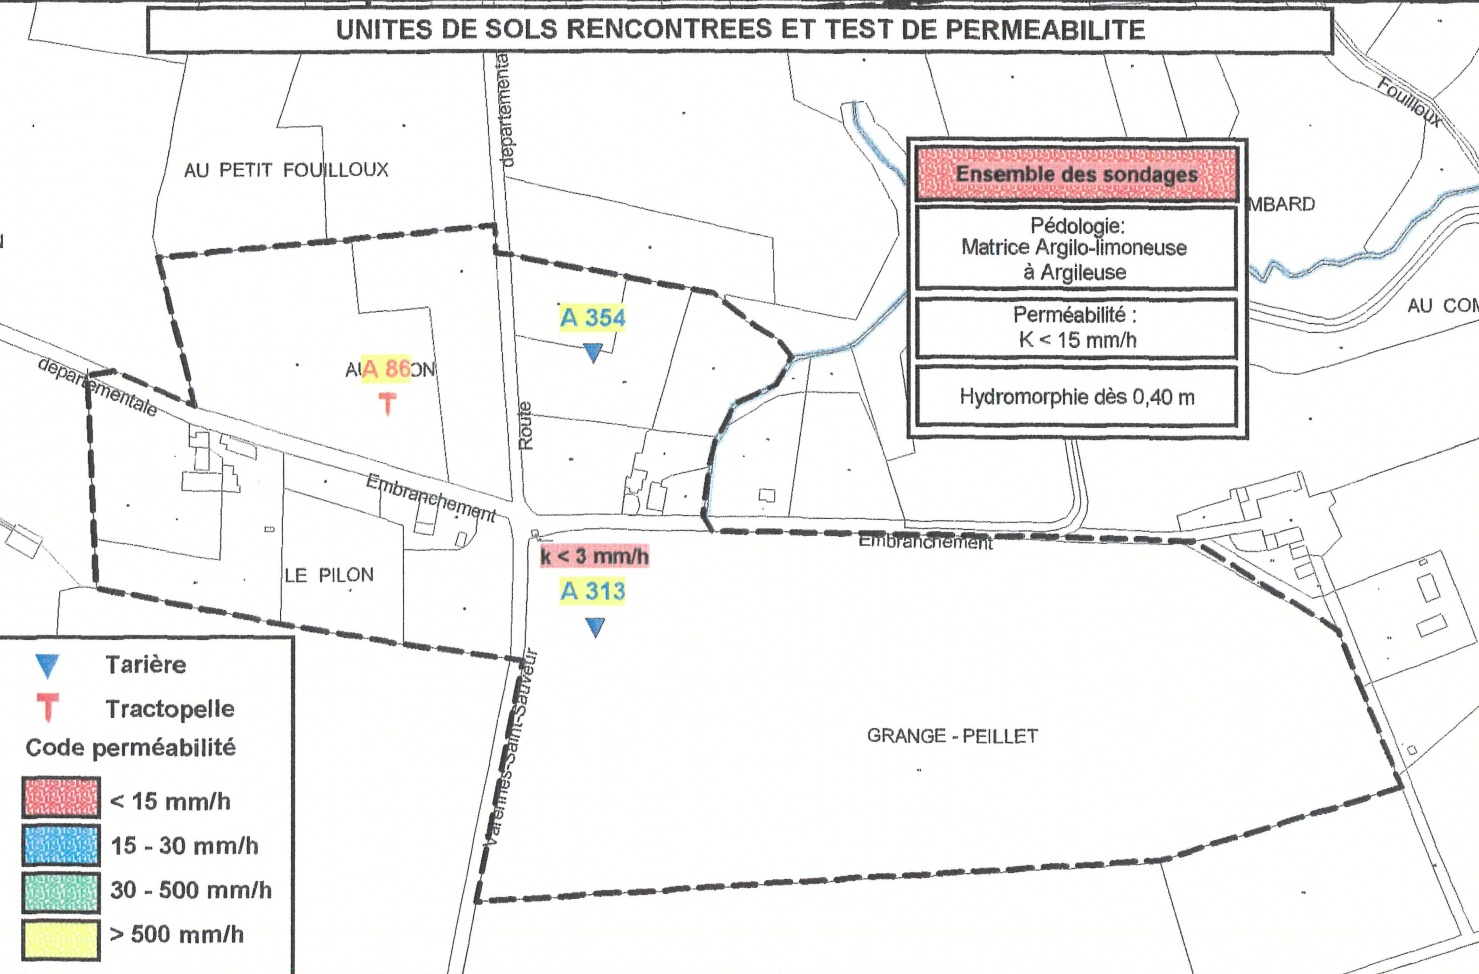 UNITES DE SOLS RENCONTREES ET TEST DE PERMEABILITE
departementa
Fouilloux
AU PETIT FOUILLOUX
Ensemble des sondages
Pédologie:
Matrice Argilo-limoneuse
à Argileuse
Perméabilité :
K < 15 mm/h
Hydromorphie dès 0,40 m
MBARD
AU COM
A 354
A 86
departementale
Route
Embranchement
Embranchement
k < 3 mm/h
A 313
LE PILON
Varennes-Saint-Sauveur
GRANGE - PEILLET
Tarière
Tractopelle
Code perméabilité
< 15 mm/h
15 - 30 mm/h
30 - 500 mm/h
> 500 mm/h